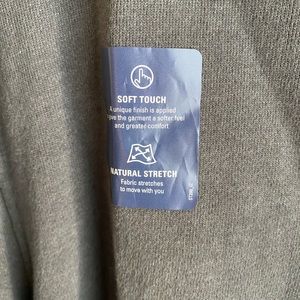 SOFT TOUCH
A unique finish is applied
give the garment a softer fuel
and greater comfort
NATURAL STRETCH
Fabric stretches
to move with you